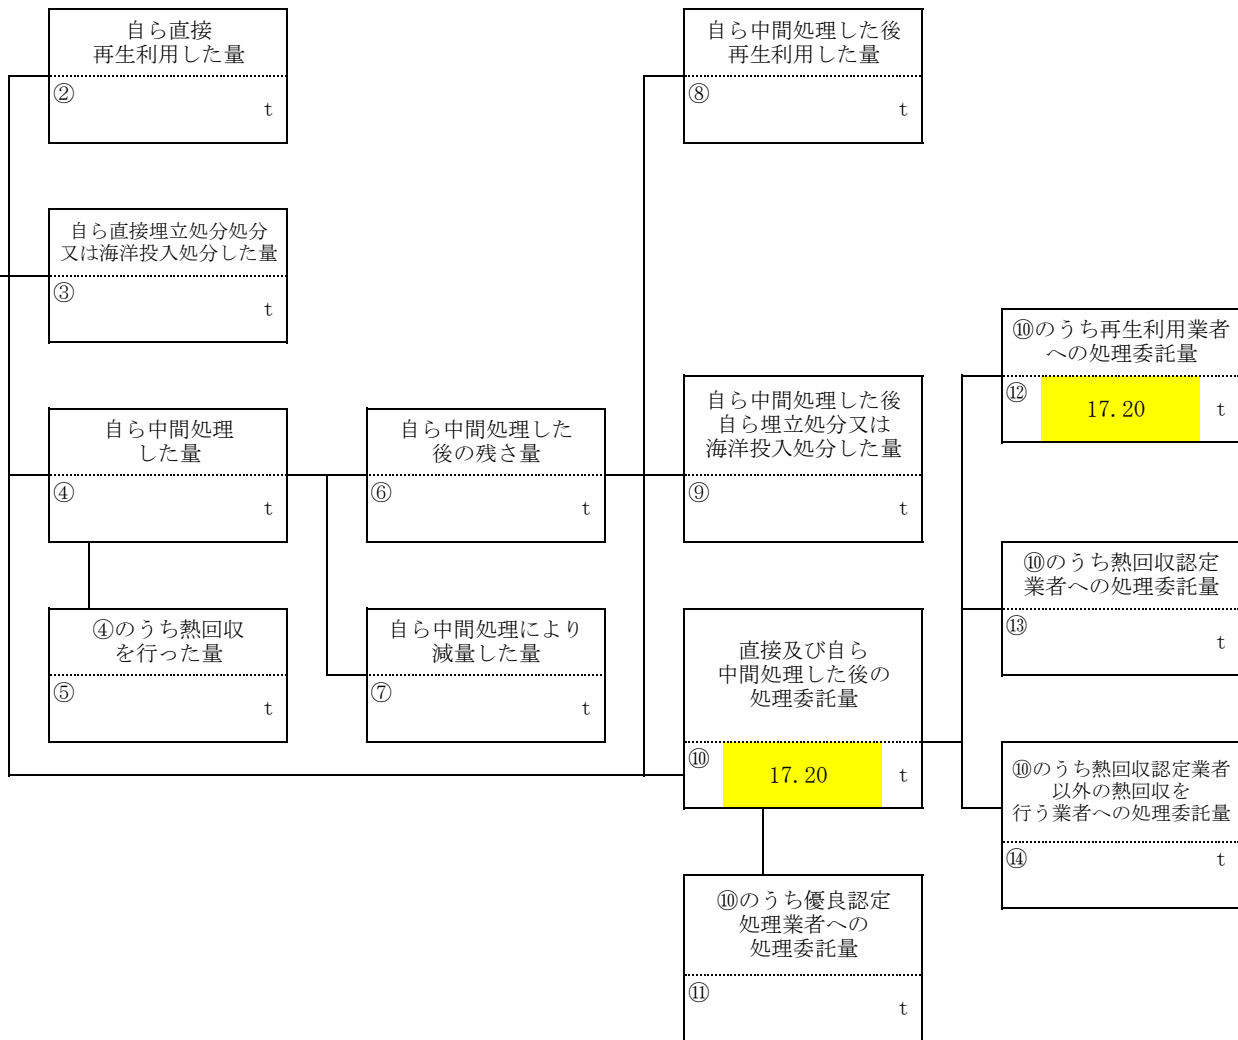 自ら直接
再生利用した量
②
t
自ら中間処理した後
再生利用した量
⑧
t
自ら直接埋立処分処分
又は海洋投入処分した量
③
t
⑩のうち再生利用業者
への処理委託量
⑫
17.20
t
自ら中間処理
した量
④
t
自ら中間処理した
後の残さ量
⑥
t
自ら中間処理した後
自ら埋立処分又は
海洋投入処分した量
⑨
t
⑩のうち熱回収認定
業者への処理委託量
⑬
t
④のうち熱回収
を行った量
⑤
t
自ら中間処理により
減量した量
⑦
t
直接及び自ら
中間処理した後の
処理委託量
⑩
17.20
t
⑩のうち熱回収認定業者
以外の熱回収を
行う業者への処理委託量
⑭
t
⑩のうち優良認定
処理業者への
処理委託量
⑪
t